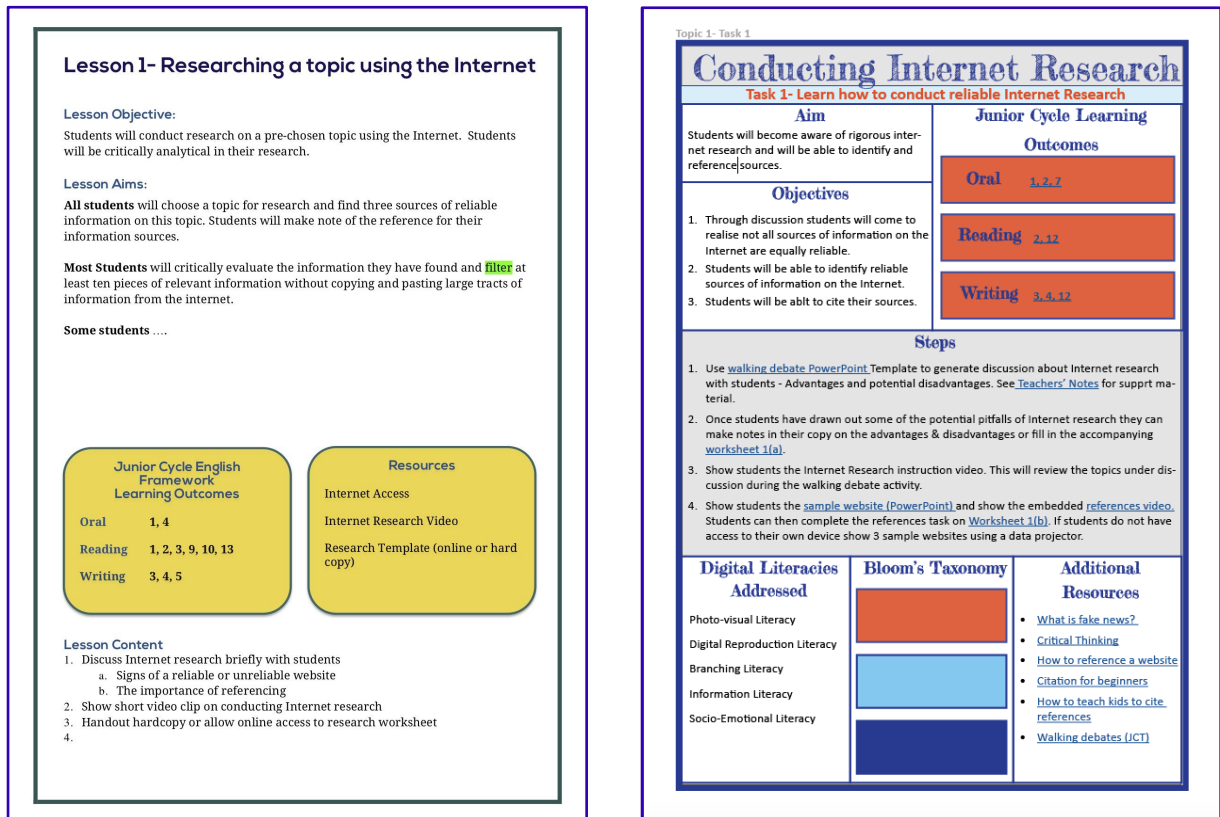 Lesson 1- Researching a topic using the Internet
Lesson Objective:
Students will conduct research on a pre-chosen topic using the Internet. Students
will be critically analytical in their research.
Lesson Aims:
All students will choose a topic for research and find three sources of reliable
information on this topic. Students will make note of the reference for their
information sources.
Most Students will critically evaluate the information they have found and filter at
least ten pieces of relevant information without copying and pasting large tracts of
information from the internet.
Some students ….
Junior Cycle English
Framework
Learning Outcomes
Oral 1, 4
Reading 1, 2, 3, 9, 10, 13
Writing 3, 4, 5
Resources
Internet Access
Internet Research Video
Research Template (online or hard
copy)
Lesson Content
1. Discuss Internet research briefly with students
a. Signs of a reliable or unreliable website
b. The importance of referencing
2. Show short video clip on conducting Internet research
3. Handout hardcopy or allow online access to research worksheet
4.
Topic 1- Task 1
Conducting Internet Research
Task 1- Learn how to conduct reliable Internet Research
Aim
Students will become aware of rigorous inter-
net research and will be able to identify and
reference sources.
Objectives
1. Through discussion students will come to
realise not all sources of information on the
Internet are equally reliable.
2. Students will be able to identify reliable
sources of information on the Internet.
3. Students will be ablt to cite their sources.
Junior Cycle Learning
Outcomes
Oral 1, 2, 7
Reading 2, 12
Writing 3, 4, 12
Steps
1. Use walking debate PowerPoint Template to generate discussion about Internet research
with students - Advantages and potential disadvantages. See Teachers' Notes for supprt ma-
terial.
2. Once students have drawn out some of the potential pitfalls of Internet research they can
make notes in their copy on the advantages & disadvantages or fill in the accompanying
worksheet 1(a).
3. Show students the Internet Research instruction video. This will review the topics under dis-
cussion during the walking debate activity.
4. Show students the sample website (PowerPoint) and show the embedded references video.
Students can then complete the references task on Worksheet 1(b). If students do not have
access to their own device show 3 sample websites using a data projector.
Digital Literacies
Addressed
Photo-visual Literacy
Digital Reproduction Literacy
Branching Literacy
Information Literacy
Socio-Emotional Literacy
Bloom's Taxonomy
Additional
Resources
• What is fake news?
• Critical Thinking
• How to reference a website
• Citation for beginners
• How to teach kids to cite
references
• Walking debates (JCT)